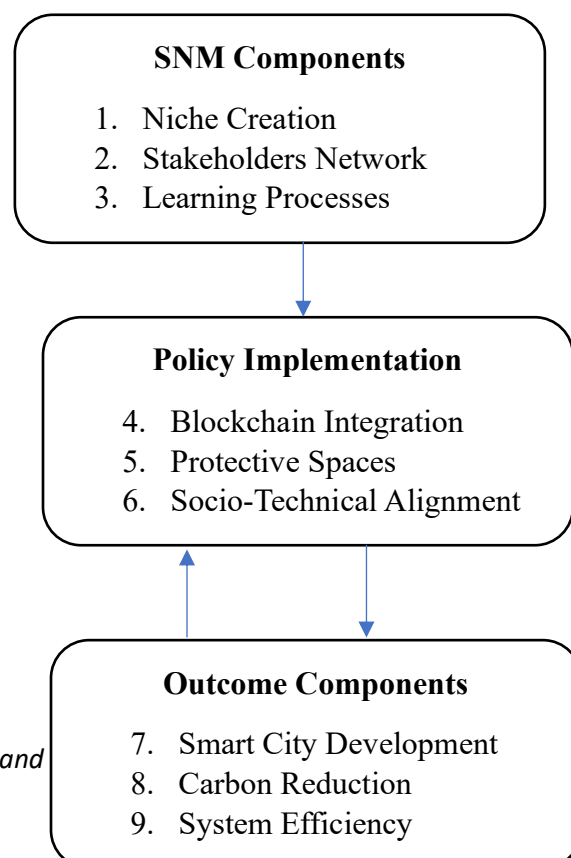 SNM Components
1. Niche Creation
2. Stakeholders Network
3. Learning Processes
Policy Implementation
4. Blockchain Integration
5. Protective Spaces
6. Socio-Technical Alignment
Outcome Components
7. Smart City Development
and
8. Carbon Reduction
9. System Efficiency